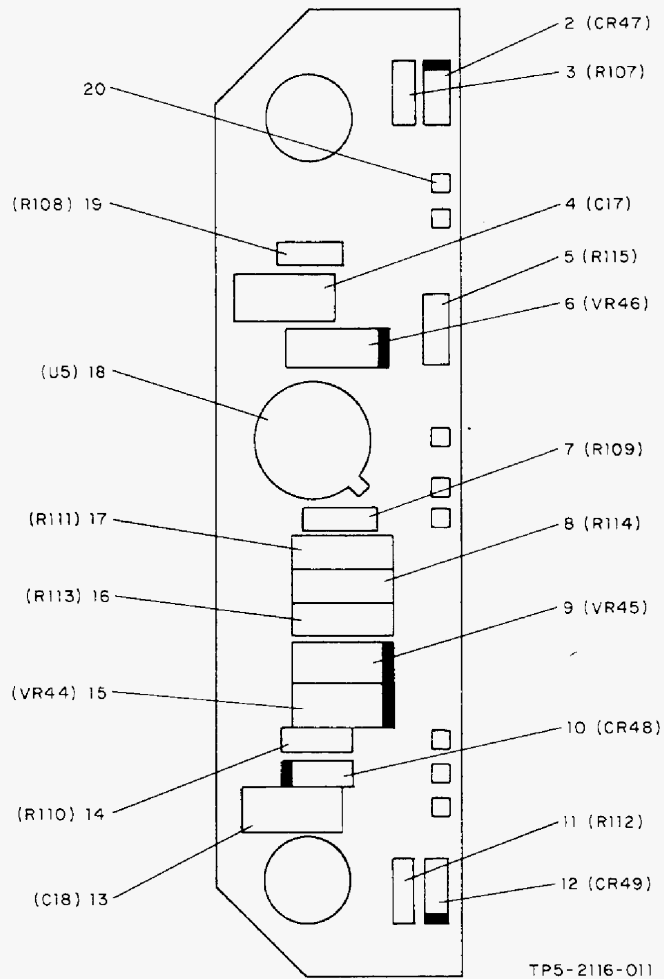 2 (CR47)
3 (R107)
20
4 (C17)
(R108) 19
5 (R115)
6 (VR46)
(U5) 18
7 (R109)
(R111) 17
8 (R114)
(R113) 16
9 (VR45)
(VR44) 15
10 (CR48)
(R110) 14
11 (R112)
12 (CR49)
(C18) 13
TP5-2116-011